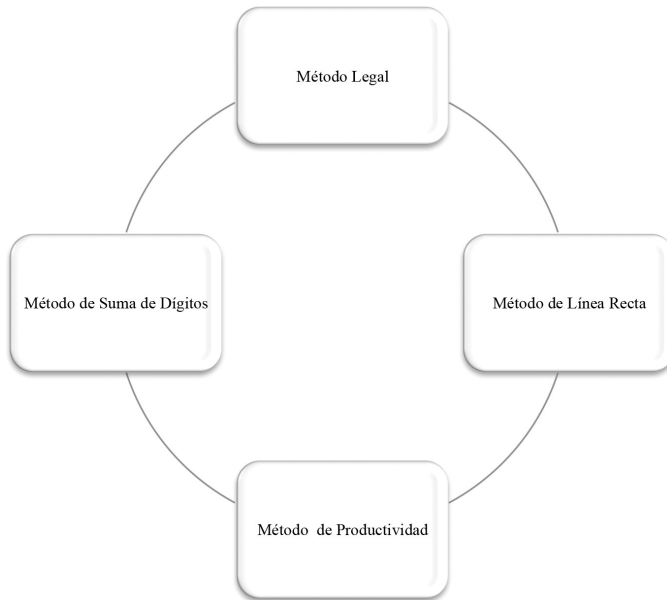 Método Legal
Método de Suma de Dígitos
Método de Línea Recta
Método  de Productividad